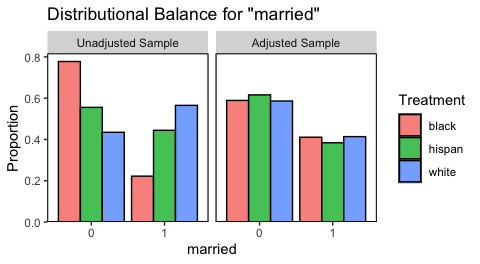 Distributional Balance for "married"
Unadjusted Sample
Adjusted Sample
Proportion
0.8
0.6
0.4
0.2
0.0
0
1
0
1
married
Treatment
black
hispan
white